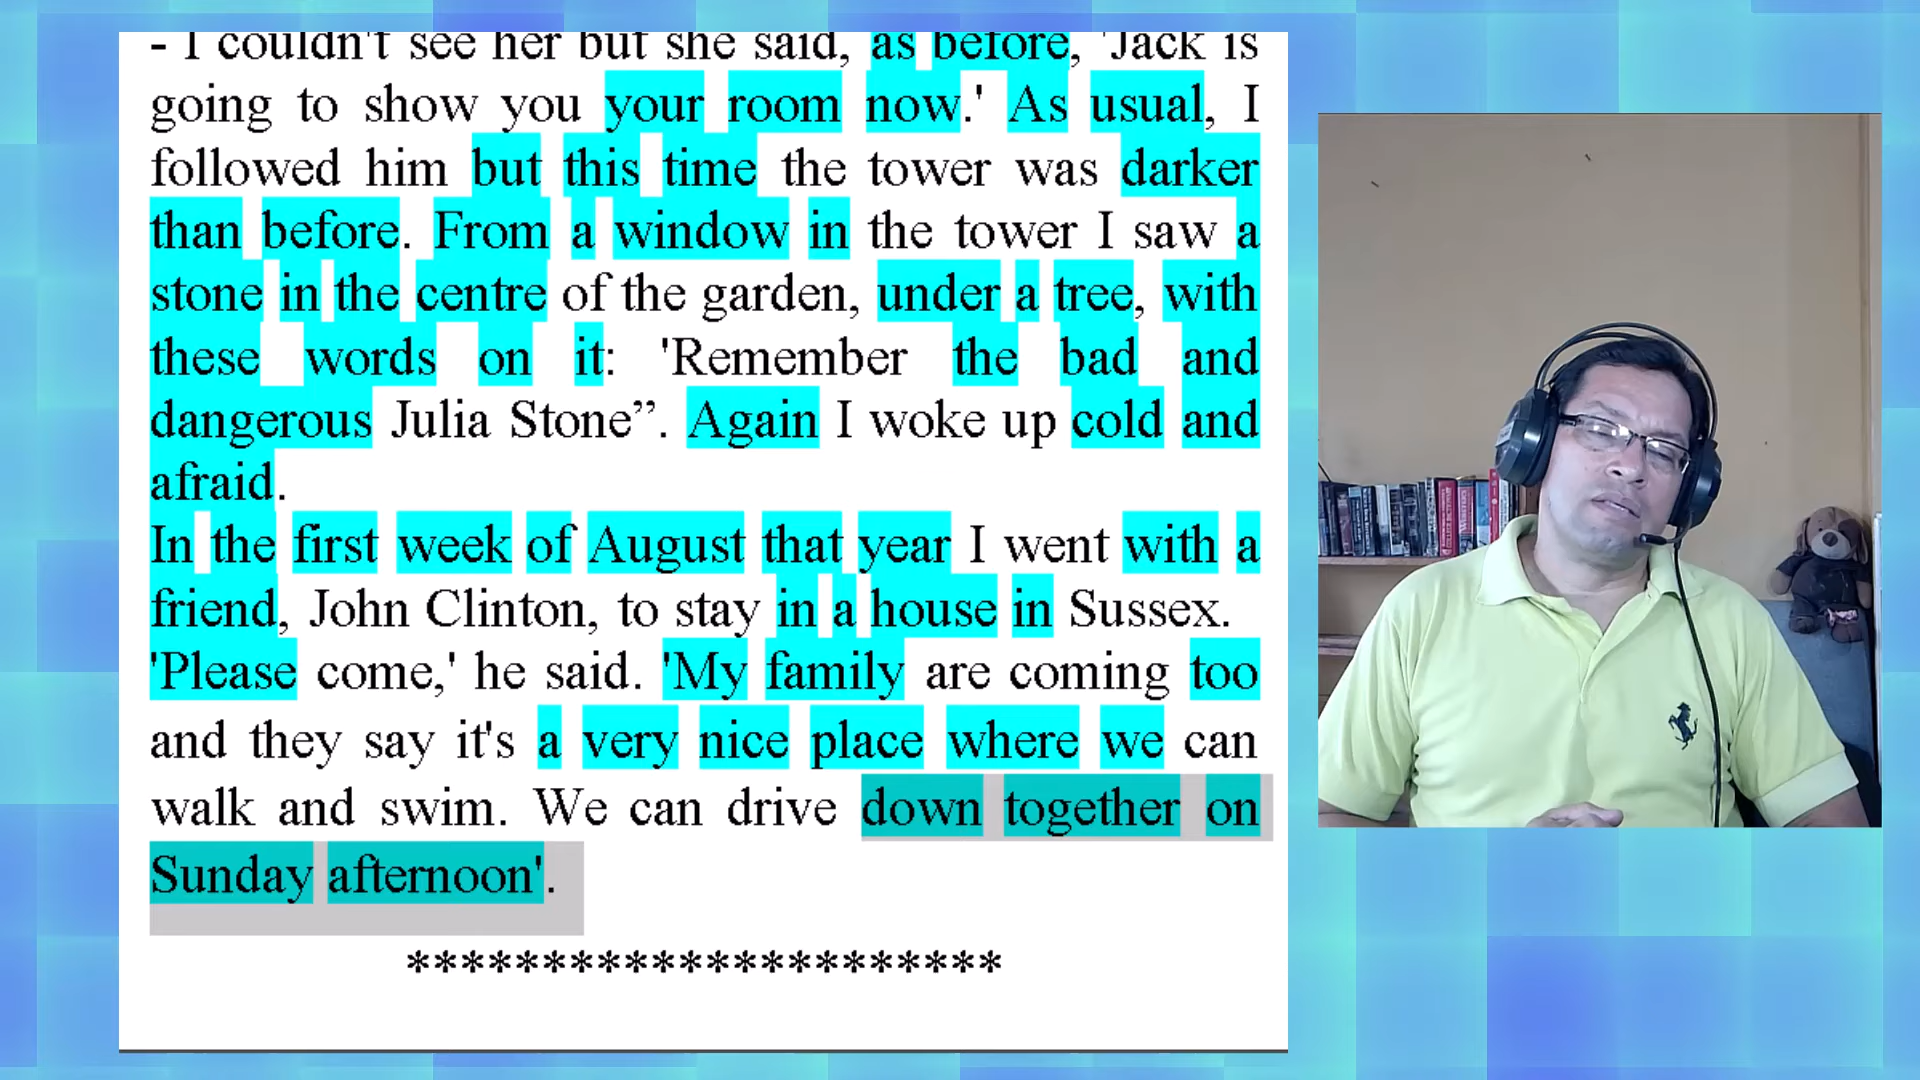 - I couldn't see her but she said, as before, 'Jack is
going to show you your room now.' As usual, I
followed him but this time the tower was darker
than before. From a window in the tower I saw a
stone in the centre of the garden, under a tree, with
these words on it: 'Remember the bad and
dangerous Julia Stone”. Again I woke up cold and
afraid.
In the first week of August that year I went with a
friend, John Clinton, to stay in a house in Sussex.
'Please come,' he said. 'My family are coming too
and they say it's a very nice place where we can
walk and swim. We can drive down together on
Sunday afternoon'.
**********************